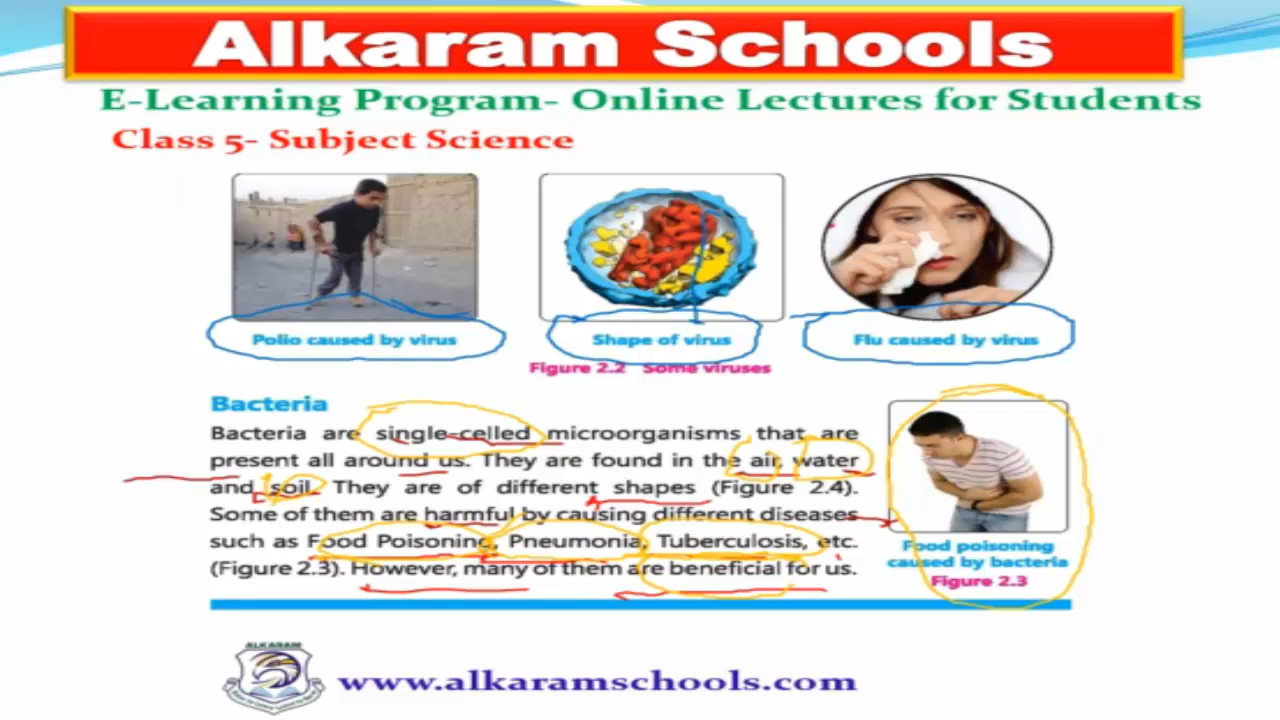 Alkaram Schools
E-Learning Program- Online Lectures for Students
Class 5- Subject Science
Polio caused by virus
Shape of virus
Flu caused by virus
Figure 2.2 Some viruses
Bacteria
Bacteria are single-celled microorganisms that are
present all around us. They are found in the air, water
and soil. They are of different shapes (Figure 2.4).
Some of them are harmful by causing different diseases
such as Food Poisoning, Pneumonia, Tuberculosis, etc.
(Figure 2.3). However, many of them are beneficial for us.
Food poisoning
caused by bacteria
Figure 2.3
ALKARAM
www.alkaramschools.com